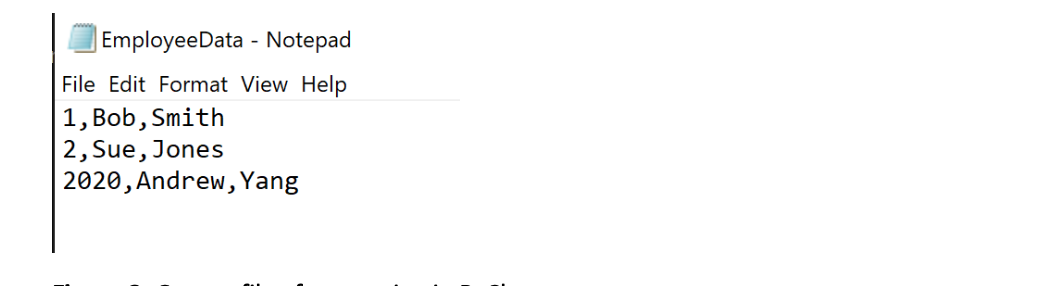 EmployeeData - Notepad
File Edit Format View Help
1,Bob,Smith
2,Sue,Jones
2020,Andrew,Yang